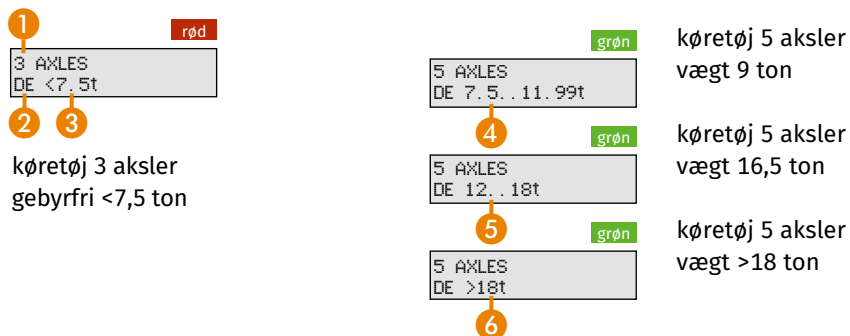 1
rød
3 AXLES
DE <7.5t
2 3
køretøj 3 aksler
gebyrfri <7,5 ton
grøn
5 AXLES
DE 7.5..11.99t
4
køretøj 5 aksler
vægt 9 ton
grøn
5 AXLES
DE 12..18t
5
køretøj 5 aksler
vægt 16,5 ton
grøn
5 AXLES
DE >18t
6
køretøj 5 aksler
vægt >18 ton